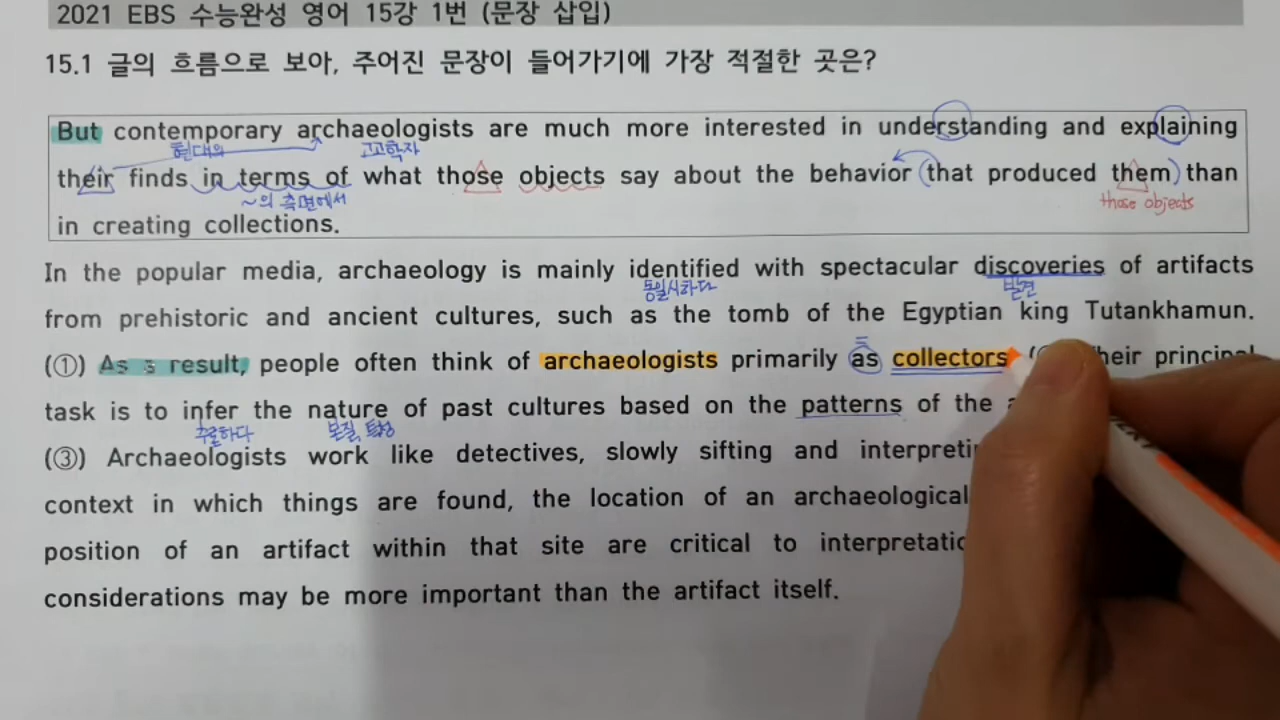 2021 EBS 수능완성 영어 15강 1번 (문장 삽입)
15.1 글의 흐름으로 보아, 주어진 문장이 들어가기에 가장 적절한 곳은?
But contemporary archaeologists are much more interested in understanding and explaining
현대의 고고학자
their finds in terms of what those objects say about the behavior (that produced them) than
~의 측면에서 those objects
in creating collections.
In the popular media, archaeology is mainly identified with spectacular discoveries of artifacts
동일시하다 발견
from prehistoric and ancient cultures, such as the tomb of the Egyptian king Tutankhamun.
(①) As a result, people often think of archaeologists primarily as collectors. Their principal
task is to infer the nature of past cultures based on the patterns of the
추론하다 본질, 특성
(③) Archaeologists work like detectives, slowly sifting and
context in which things are found, the location of an archaeological
position of an artifact within that site are critical to
considerations may be more important than the artifact itself.